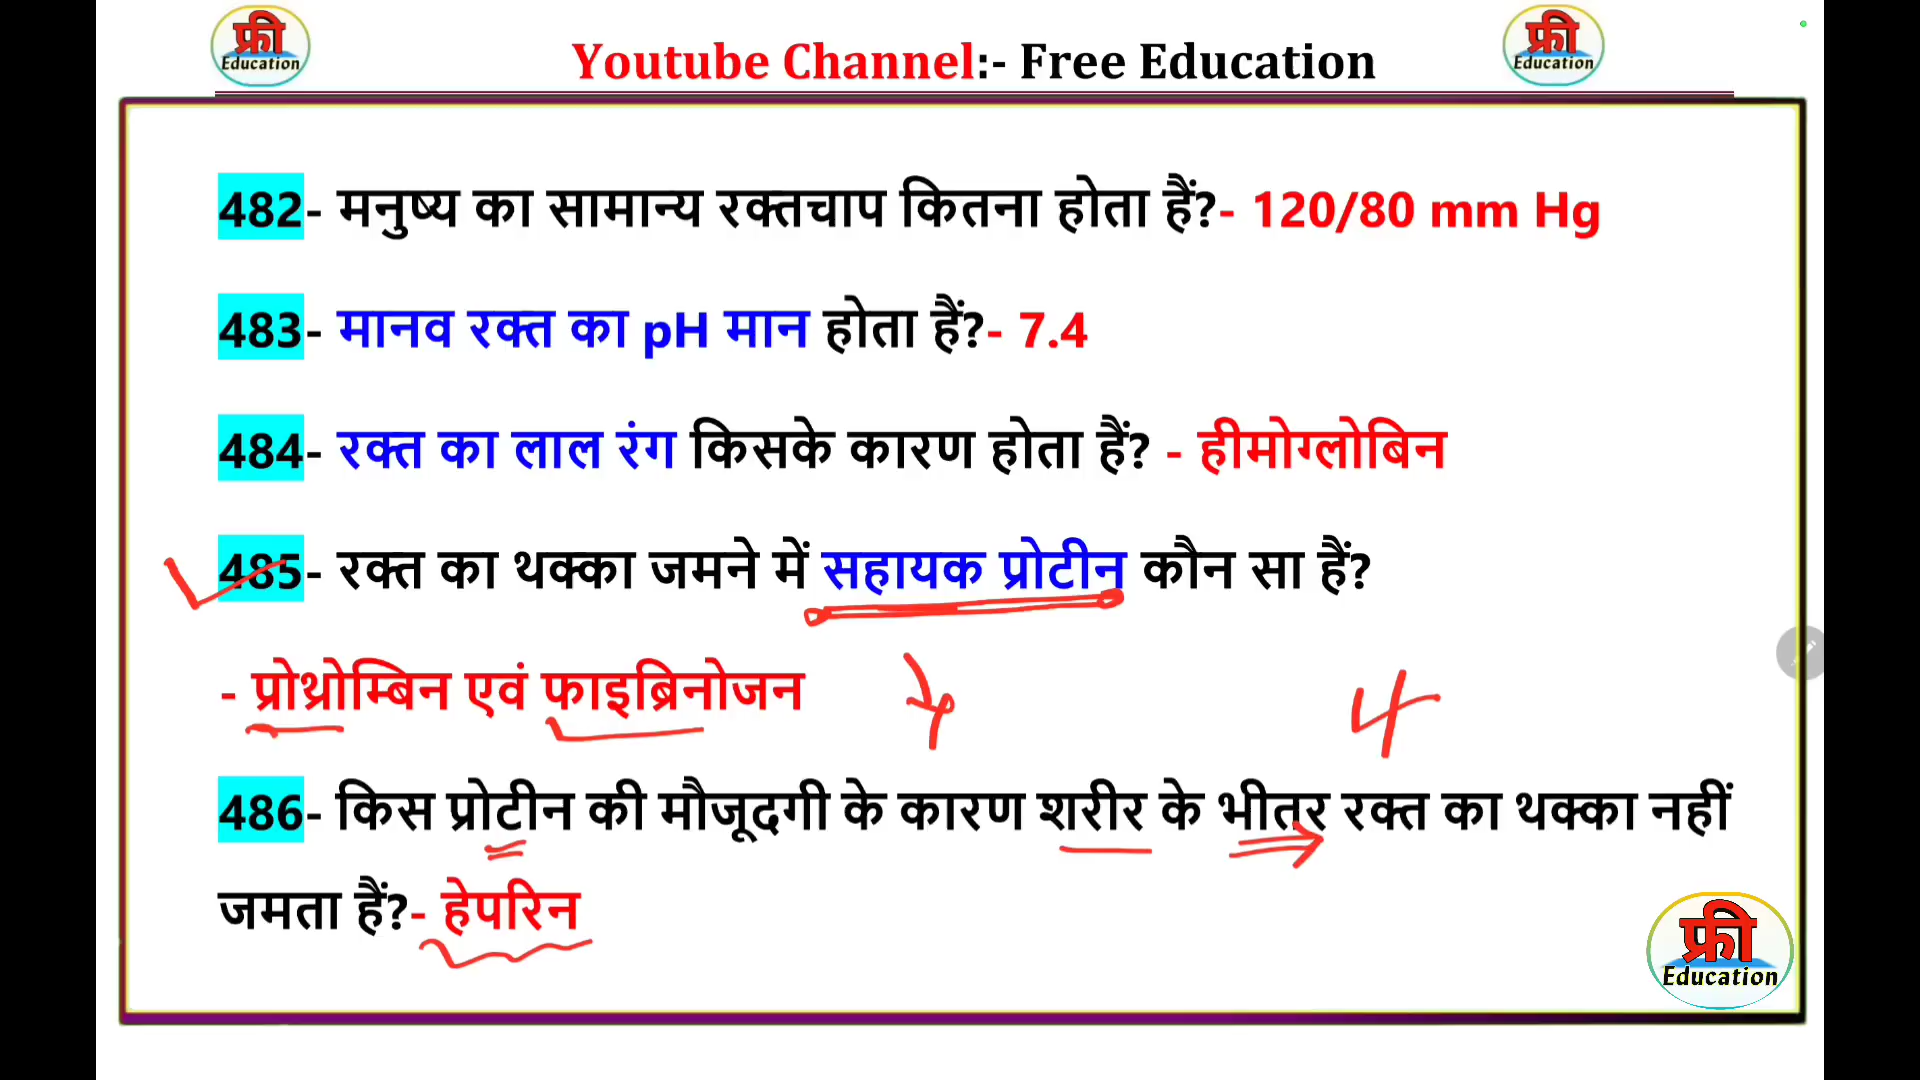 फ्री
Education
Youtube Channel:- Free Education
फ्री
Education
482- मनुष्य का सामान्य रक्तचाप कितना होता हैं?- 120/80 mm Hg
483- मानव रक्त का pH मान होता हैं?- 7.4
484- रक्त का लाल रंग किसके कारण होता हैं? - हीमोग्लोबिन
485- रक्त का थक्का जमने में सहायक प्रोटीन कौन सा हैं?
- प्रोथ्रोम्बिन एवं फाइब्रिनोजन
486- किस प्रोटीन की मौजूदगी के कारण शरीर के भीतर रक्त का थक्का नहीं
जमता हैं?- हेपरिन
फ्री
Education